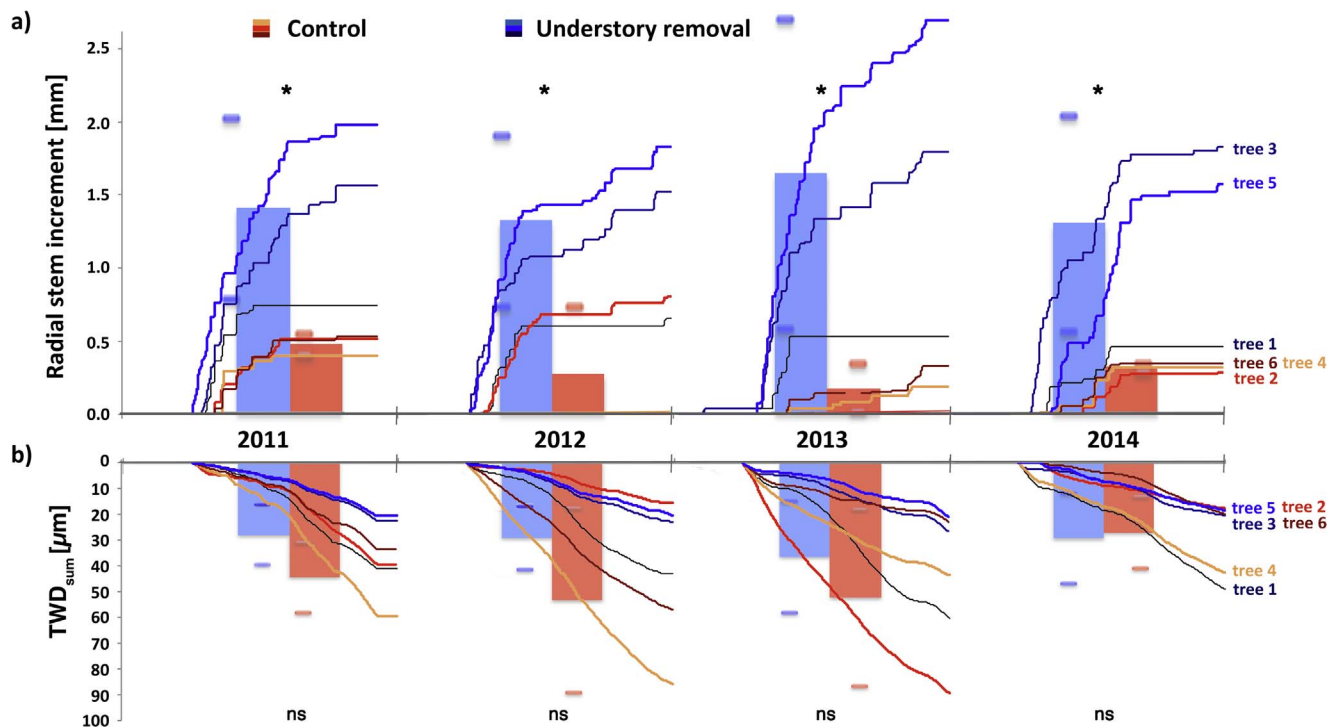 a)
Control
Understory removal
Radial stem increment [mm]
2.5
2.0
1.5
1.0
0.5
0.0
* * * *
tree 3
tree 5
tree 1
tree 6 tree 4
tree 2
2011 2012 2013 2014
b)
TWDsum [µm]
0
10
20
30
40
50
60
70
80
90
100
tree 5 tree 2
tree 3 tree 6
tree 4
tree 1
ns ns ns ns